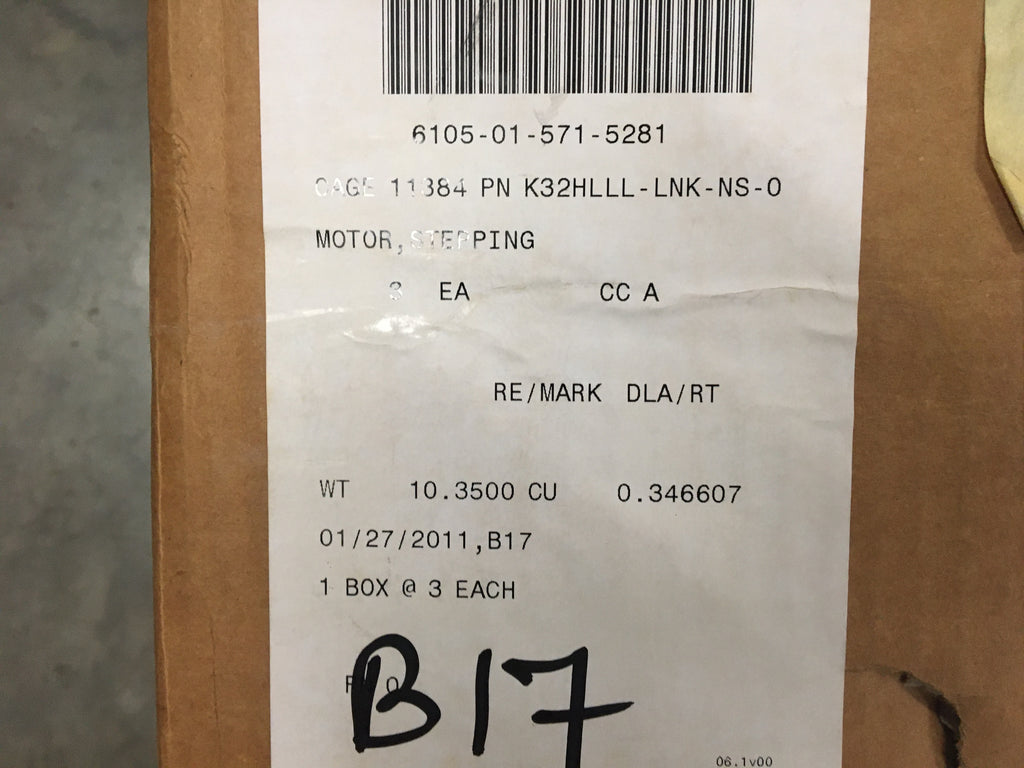 6105-01-571-5281
CAGE 11384 PN K32HLLL-LNK-NS-0
MOTOR,STEPPING
3 EA CC A
RE/MARK DLA/RT
WT 10.3500 CU 0.346607
01/27/2011,B17
1 BOX @ 3 EACH
B17
06.1v00